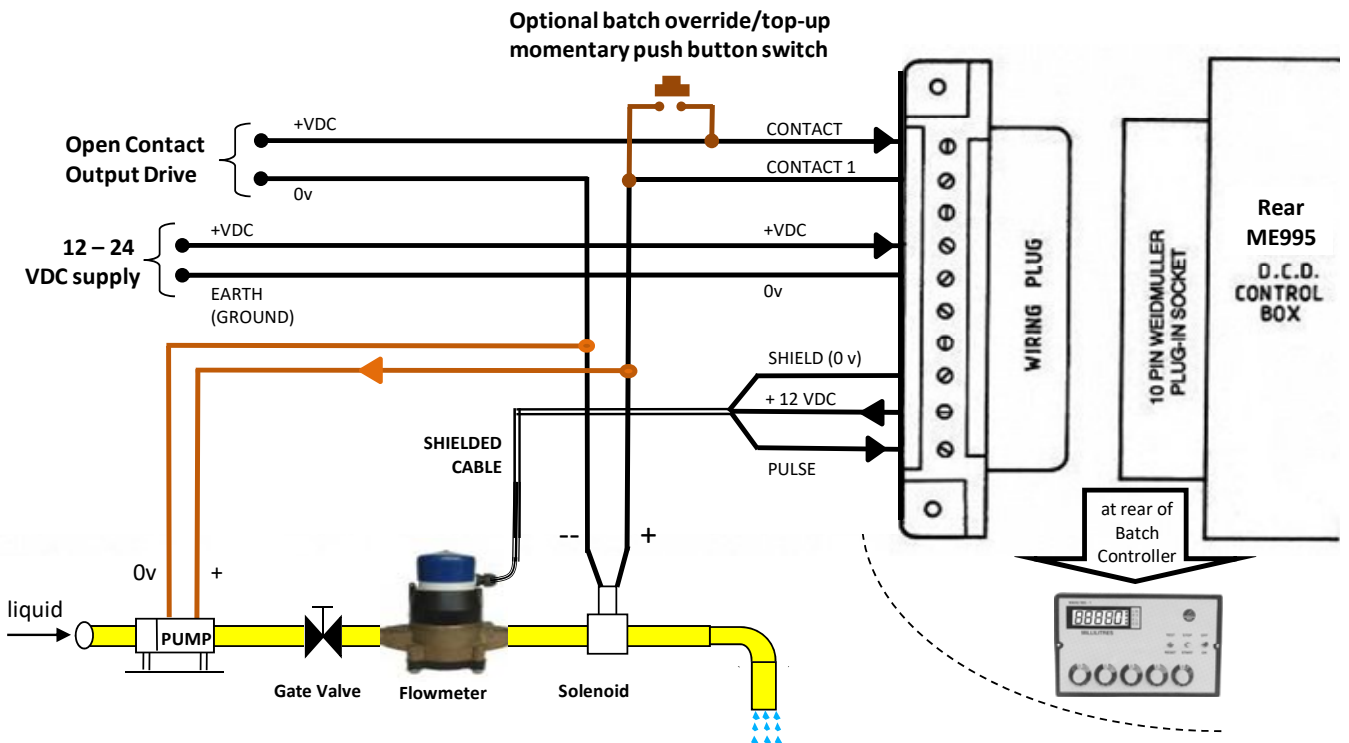 Optional batch override/top-up
momentary push button switch
Open Contact
Output Drive
+VDC
0v
CONTACT
CONTACT 1
12 – 24
VDC supply
+VDC
EARTH
(GROUND)
+VDC
0v
SHIELD (0 v)
+ 12 VDC
PULSE
SHIELDED
CABLE
WIRING PLUG
10 PIN WEIDMULLER
PLUG-IN SOCKET
Rear
ME995
D.C.D.
CONTROL
BOX
at rear of
Batch
Controller
88880
MILLILITRES
-- +
0v +
liquid
PUMP
Gate Valve
Flowmeter
Solenoid